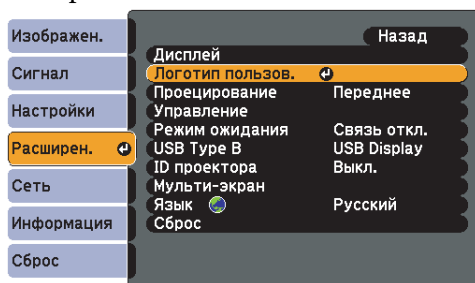 Изображен.
Сигнал
Настройки
Расширен.
Сеть
Информация
Сброс
Назад
Дисплей
Логотип пользов.
Проецирование Переднее
Управление
Режим ожидания Связь откл.
USB Type B USB Display
ID проектора Выкл.
Мульти-экран
Язык Русский
Сброс